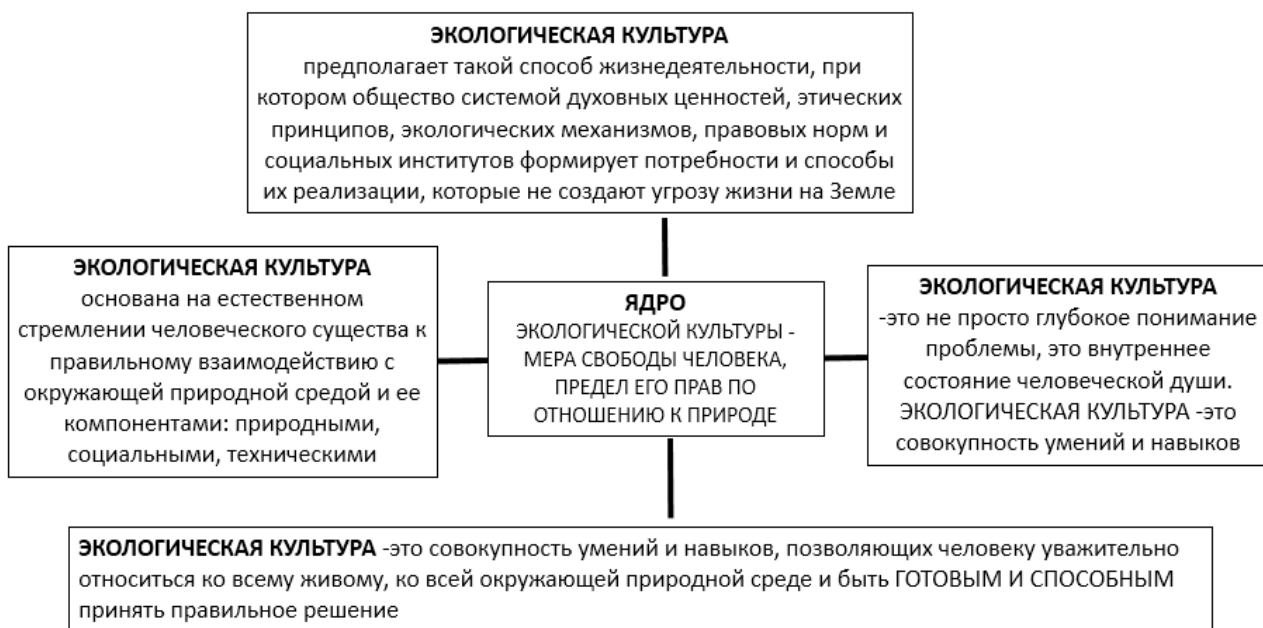 ЭКОЛОГИЧЕСКАЯ КУЛЬТУРА
предполагает такой способ жизнедеятельности, при
котором общество системой духовных ценностей, этических
принципов, экологических механизмов, правовых норм и
социальных институтов формирует потребности и способы
их реализации, которые не создают угрозу жизни на Земле
ЭКОЛОГИЧЕСКАЯ КУЛЬТУРА
основана на естественном
стремлении человеческого существа к
правильному взаимодействию с
окружающей природной средой и ее
компонентами: природными,
социальными, техническими
ЯДРО
ЭКОЛОГИЧЕСКОЙ КУЛЬТУРЫ -
МЕРА СВОБОДЫ ЧЕЛОВЕКА,
ПРЕДЕЛ ЕГО ПРАВ ПО
ОТНОШЕНИЮ К ПРИРОДЕ
ЭКОЛОГИЧЕСКАЯ КУЛЬТУРА
-это не просто глубокое понимание
проблемы, это внутреннее
состояние человеческой души.
ЭКОЛОГИЧЕСКАЯ КУЛЬТУРА -это
совокупность умений и навыков
ЭКОЛОГИЧЕСКАЯ КУЛЬТУРА -это совокупность умений и навыков, позволяющих человеку уважительно
относиться ко всему живому, ко всей окружающей природной среде и быть ГОТОВЫМ И СПОСОБНЫМ
принять правильное решение